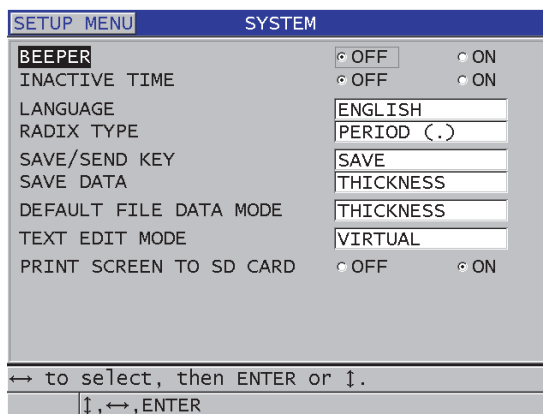 SETUP MENU SYSTEM
BEEPER OFF ON
INACTIVE TIME OFF ON
LANGUAGE ENGLISH
RADIX TYPE PERIOD (.)
SAVE/SEND KEY SAVE
SAVE DATA THICKNESS
DEFAULT FILE DATA MODE THICKNESS
TEXT EDIT MODE VIRTUAL
PRINT SCREEN TO SD CARD OFF ON
↔ to select, then ENTER or ↕.
↕,↔,ENTER